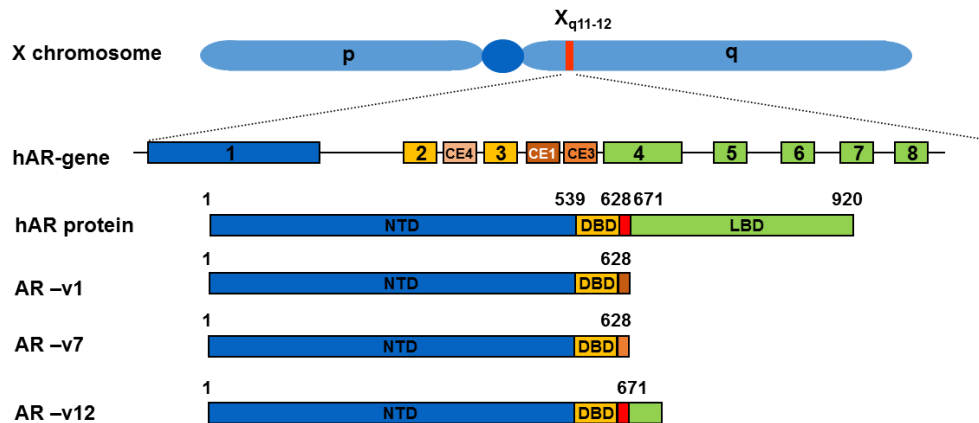 Xq11-12
X chromosome p q
hAR-gene 1 2 CE4 3 CE1 CE3 4 5 6 7 8
1 539 628 671 920
hAR protein NTD DBD LBD
1 628
AR –v1 NTD DBD
1 628
AR –v7 NTD DBD
1 671
AR –v12 NTD DBD